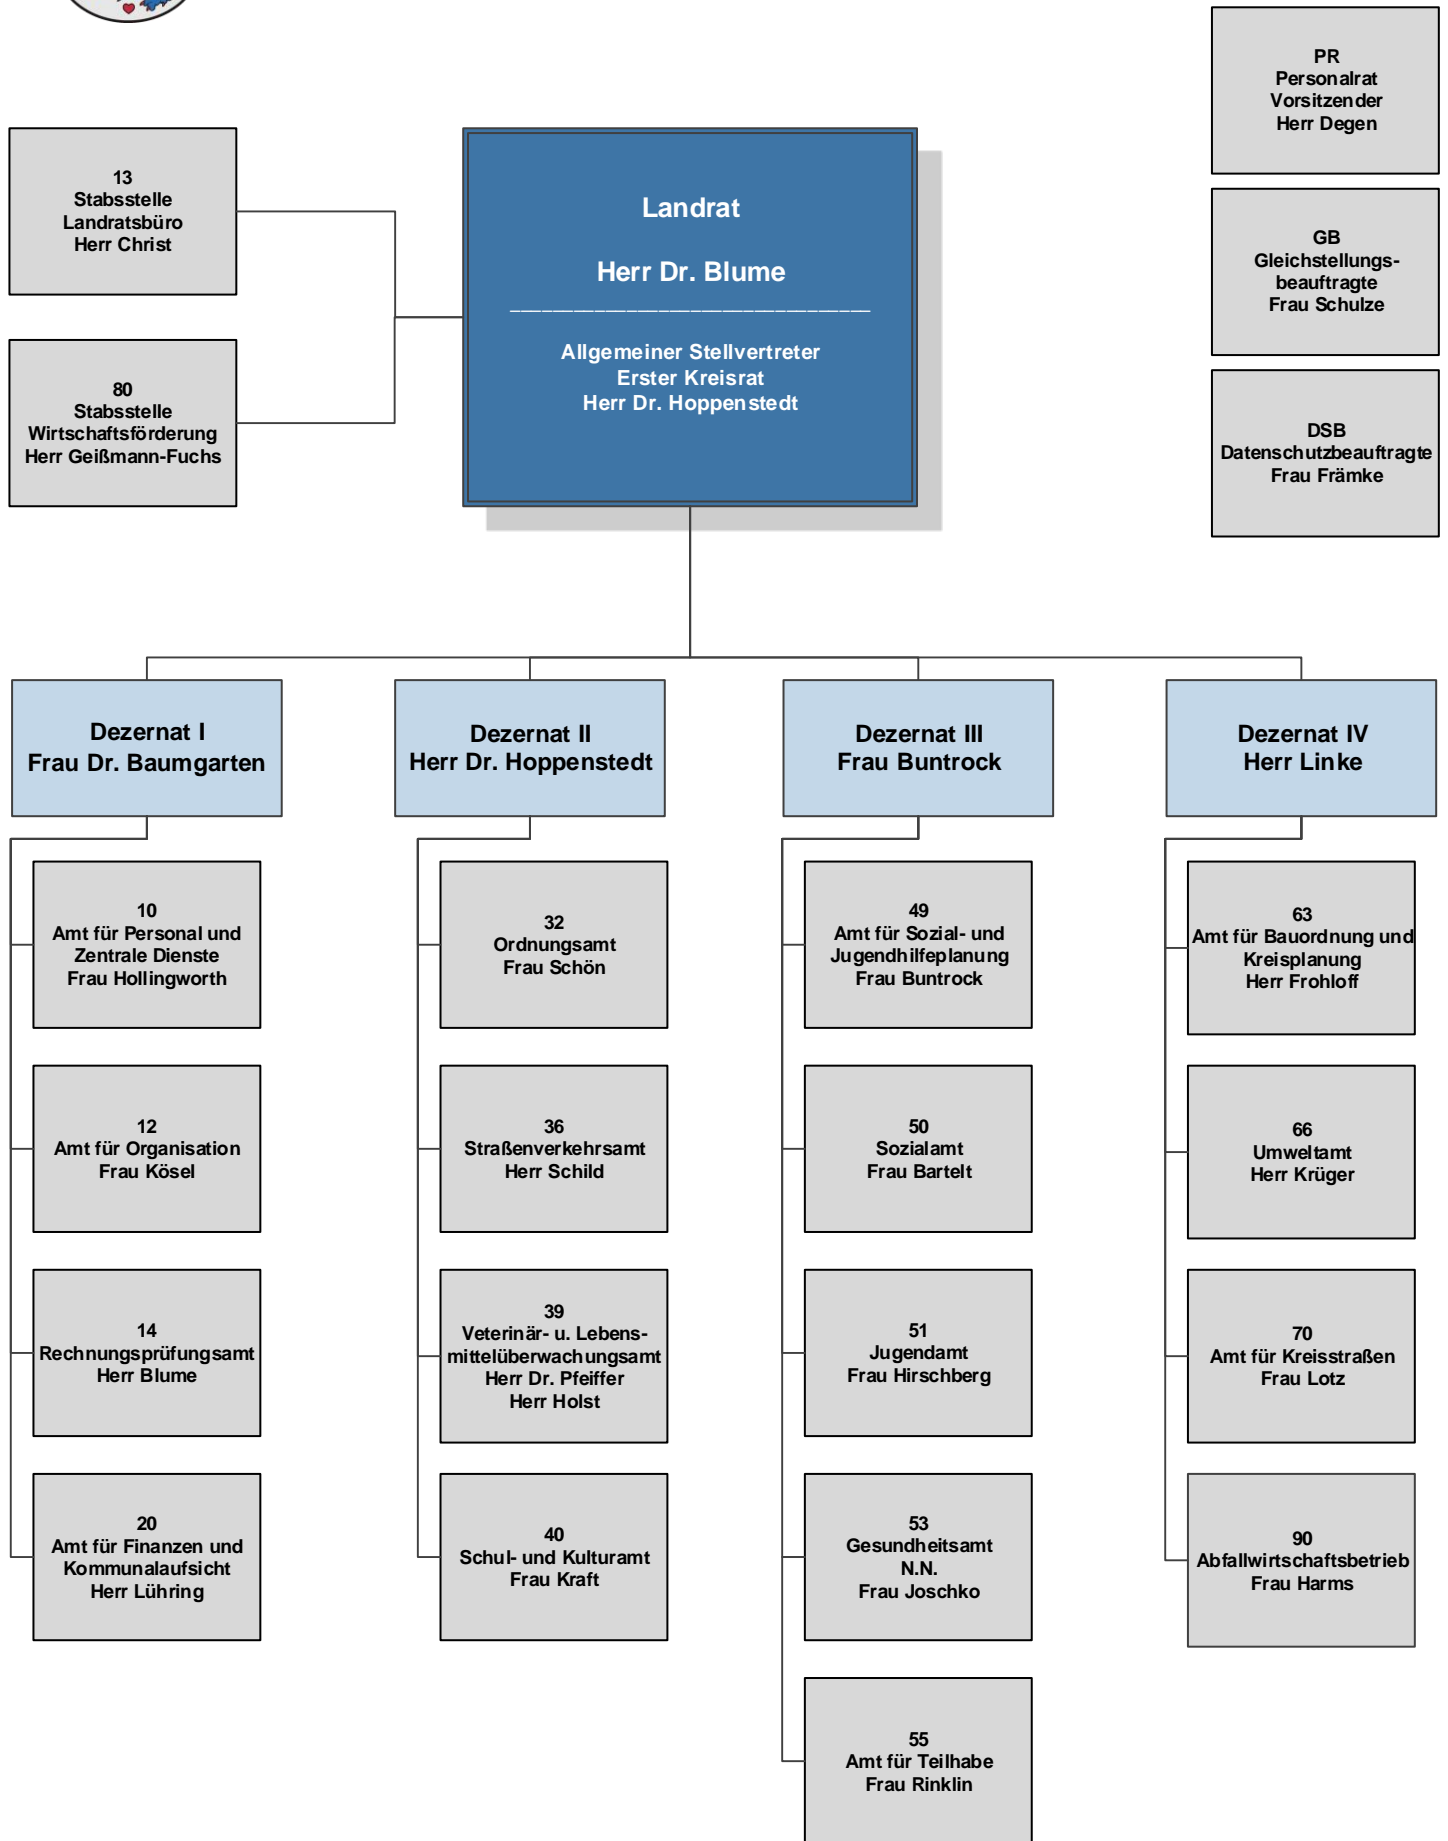 PR
Personalrat
Vorsitzender
Herr Degen
13
Stabsstelle
Landratsbüro
Herr Christ
Landrat
Herr Dr. Blume
Allgemeiner Stellvertreter
Erster Kreisrat
Herr Dr. Hoppenstedt
GB
Gleichstellungs-
beauftragte
Frau Schulze
80
Stabsstelle
Wirtschaftsförderung
Herr Geißmann-Fuchs
DSB
Datenschutzbeauftragte
Frau Främke
Dezernat I
Frau Dr. Baumgarten
Dezernat II
Herr Dr. Hoppenstedt
Dezernat III
Frau Buntrock
Dezernat IV
Herr Linke
10
Amt für Personal und
Zentrale Dienste
Frau Hollingworth
12
Amt für Organisation
Frau Kösel
14
Rechnungsprüfungsamt
Herr Blume
20
Amt für Finanzen und
Kommunalaufsicht
Herr Lühring
32
Ordnungsamt
Frau Schön
36
Straßenverkehrsamt
Herr Schild
39
Veterinär- u. Lebens-
mittelüberwachungsamt
Herr Dr. Pfeiffer
Herr Holst
40
Schul- und Kulturamt
Frau Kraft
49
Amt für Sozial- und
Jugendhilfeplanung
Frau Buntrock
50
Sozialamt
Frau Bartelt
51
Jugendamt
Frau Hirschberg
53
Gesundheitsamt
N.N.
Frau Joschko
55
Amt für Teilhabe
Frau Rinklin
63
Amt für Bauordnung und
Kreisplanung
Herr Frohloff
66
Umweltamt
Herr Krüger
70
Amt für Kreisstraßen
Frau Lotz
90
Abfallwirtschaftsbetrieb
Frau Harms